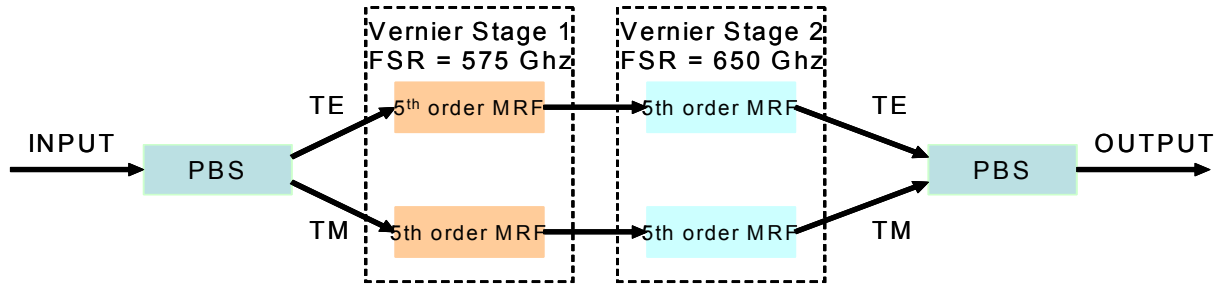 Vernier Stage 1
FSR = 575 Ghz
Vernier Stage 2
FSR = 650 Ghz
TE
5th order MRF
5th order MRF
TE
INPUT
PBS
PBS
OUTPUT
TM
5th order MRF
5th order MRF
TM